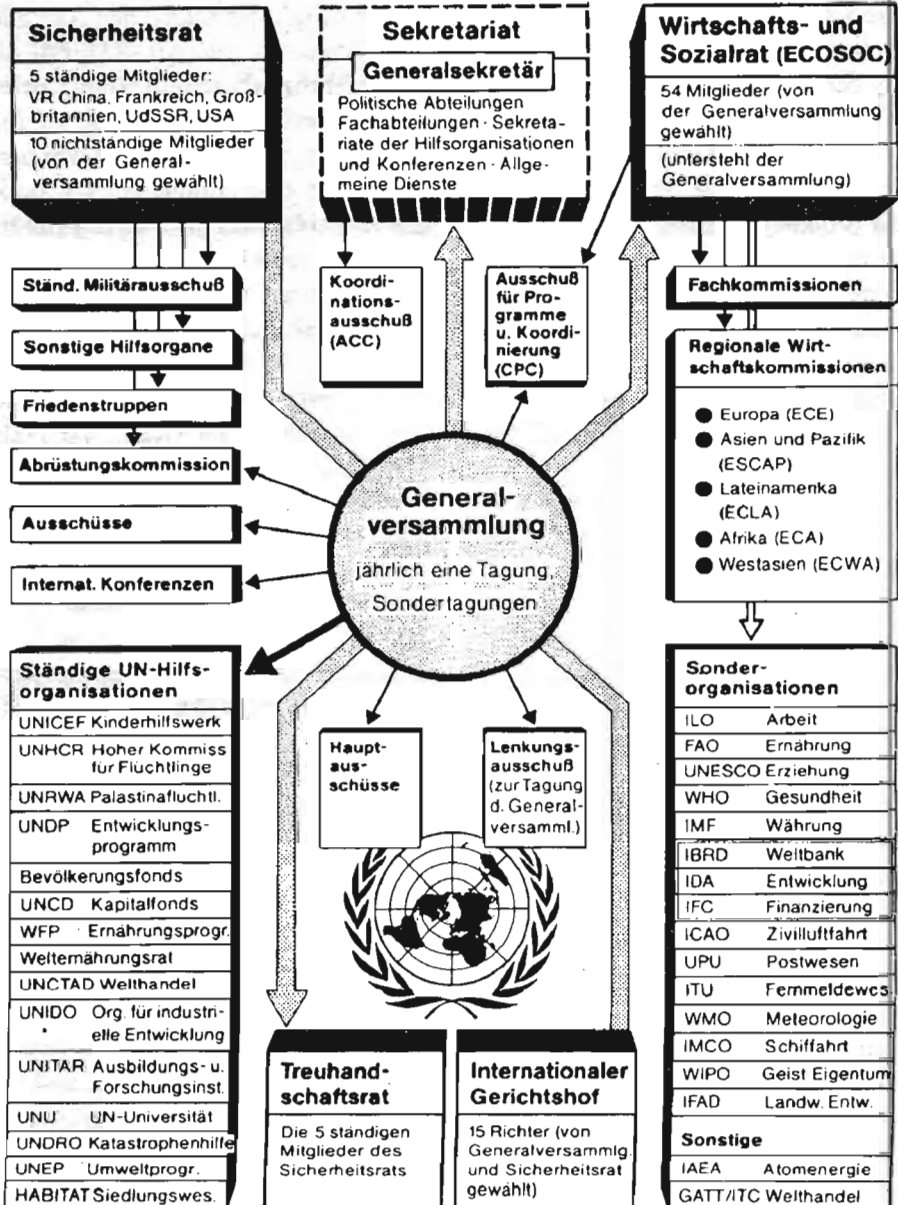 Sicherheitsrat
5 ständige Mitglieder:
VR China, Frankreich, Groß-
britannien, UdSSR, USA
10 nichtständige Mitglieder
(von der General-
versammlung gewählt)
Sekretariat
Generalsekretär
Politische Abteilungen
Fachabteilungen · Sekreta-
riate der Hilfsorganisationen
und Konferenzen · Allge-
meine Dienste
Wirtschafts- und
Sozialrat (ECOSOC)
54 Mitglieder (von
der Generalversammlung
gewählt)
(untersteht der
Generalversammlung)
Ständ. Militärausschuß
Sonstige Hilfsorgane
Friedenstruppen
Abrüstungskommission
Ausschüsse
Internat. Konferenzen
Koordi-
nations-
ausschuß
(ACC)
Ausschuß
für Pro-
gramme
u. Koordi-
nierung
(CPC)
Fachkommissionen
Regionale Wirt-
schaftskommissionen
● Europa (ECE)
● Asien und Pazifik
(ESCAP)
● Lateinamerika
(ECLA)
● Afrika (ECA)
● Westasien (ECWA)
General-
versammlung
jährlich eine Tagung,
Sondertagungen
Ständige UN-Hilfs-
organisationen
UNICEF Kinderhilfswerk
UNHCR Hoher Kommiss
für Flüchtlinge
UNRWA Palästinaflüchtl.
UNDP Entwicklungs-
programm
Bevölkerungsfonds
UNCD Kapitalfonds
WFP Ernährungsprogr.
Welternährungsrat
UNCTAD Welthandel
UNIDO Org. für industri-
elle Entwicklung
UNITAR Ausbildungs- u.
Forschungsinst.
UNU UN-Universität
UNDRO Katastrophenhilfe
UNEP Umweltprogr.
HABITAT Siedlungswes.
Haupt-
aus-
schüsse
Lenkungs-
ausschuß
(zur Tagung
d. General-
versamml.)
Treuhand-
schaftsrat
Die 5 ständigen
Mitglieder des
Sicherheitsrats
Internationaler
Gerichtshof
15 Richter (von
Generalversammlg.
und Sicherheitsrat
gewählt)
Sonder-
organisationen
ILO Arbeit
FAO Ernährung
UNESCO Erziehung
WHO Gesundheit
IMF Währung
IBRD Weltbank
IDA Entwicklung
IFC Finanzierung
ICAO Zivilluftfahrt
UPU Postwesen
ITU Fernmeldewes.
WMO Meteorologie
IMCO Schiffahrt
WIPO Geist Eigentum
IFAD Landw. Entw.
Sonstige
IAEA Atomenergie
GATT/ITC Welthandel